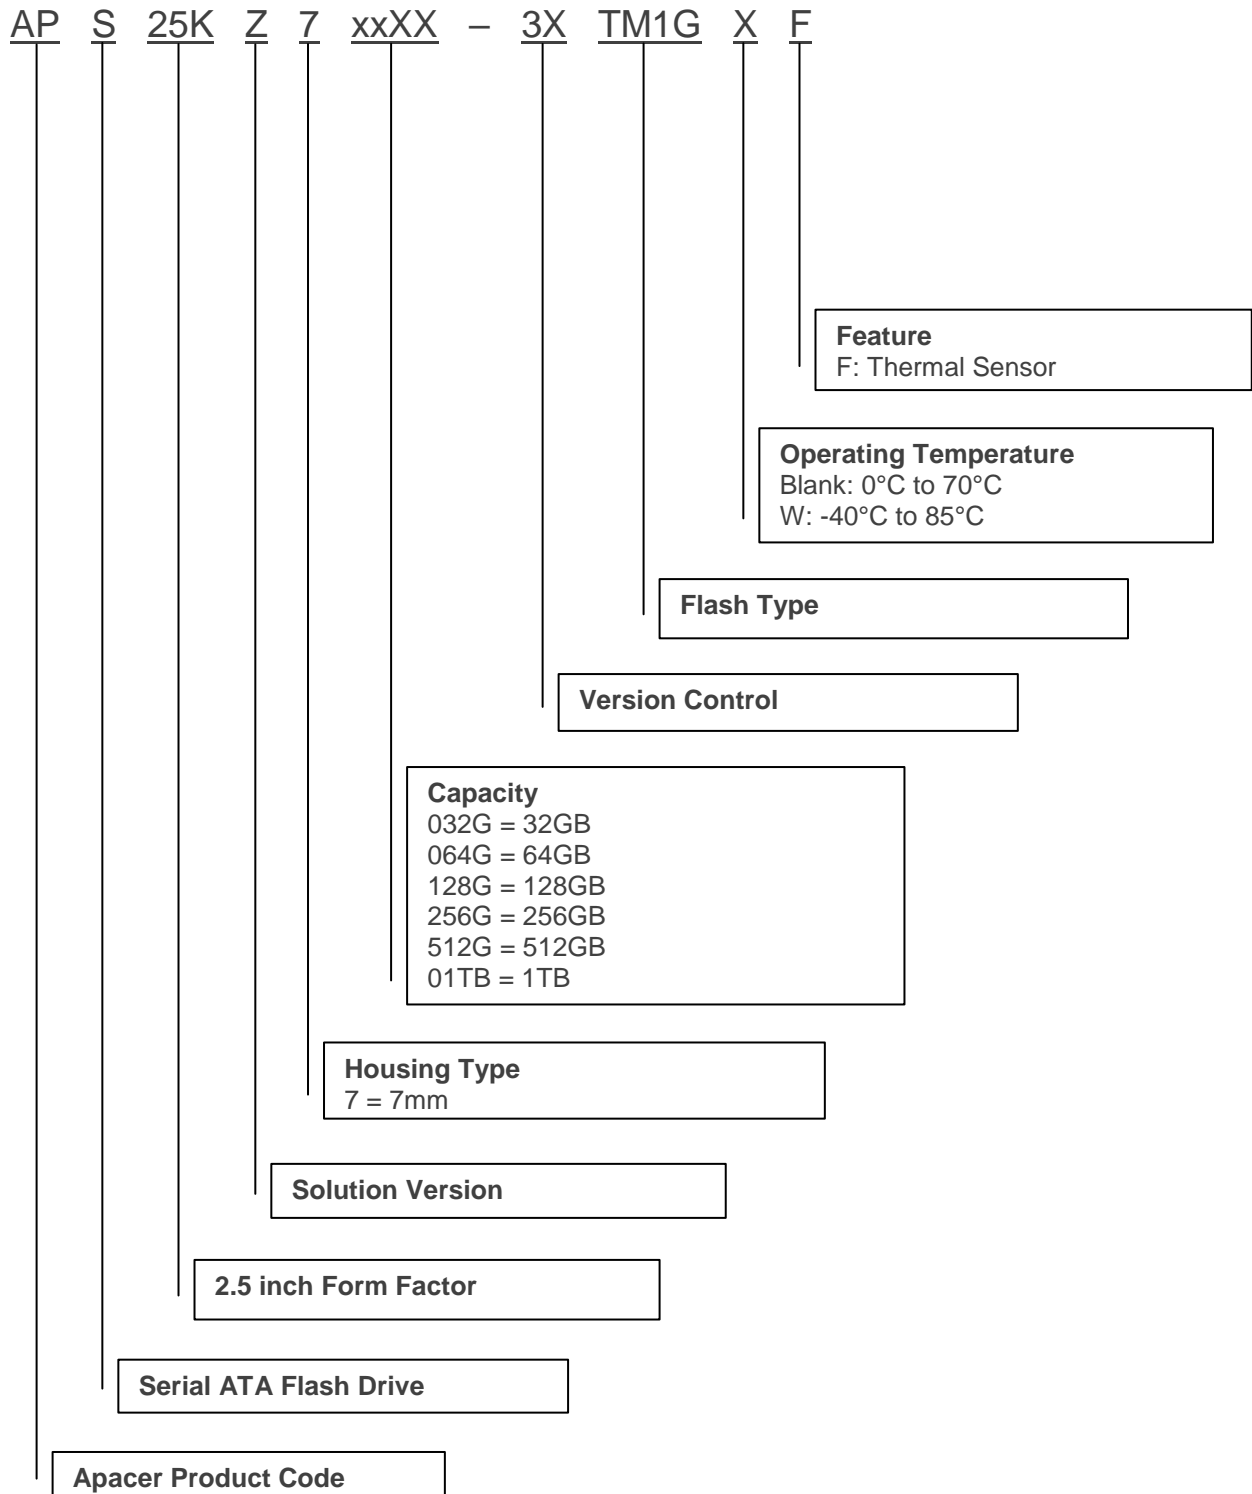 AP S 25K Z 7 xxXX – 3X TM1G X F
Feature
F: Thermal Sensor
Operating Temperature
Blank: 0°C to 70°C
W: -40°C to 85°C
Flash Type
Version Control
Capacity
032G = 32GB
064G = 64GB
128G = 128GB
256G = 256GB
512G = 512GB
01TB = 1TB
Housing Type
7 = 7mm
Solution Version
2.5 inch Form Factor
Serial ATA Flash Drive
Apacer Product Code